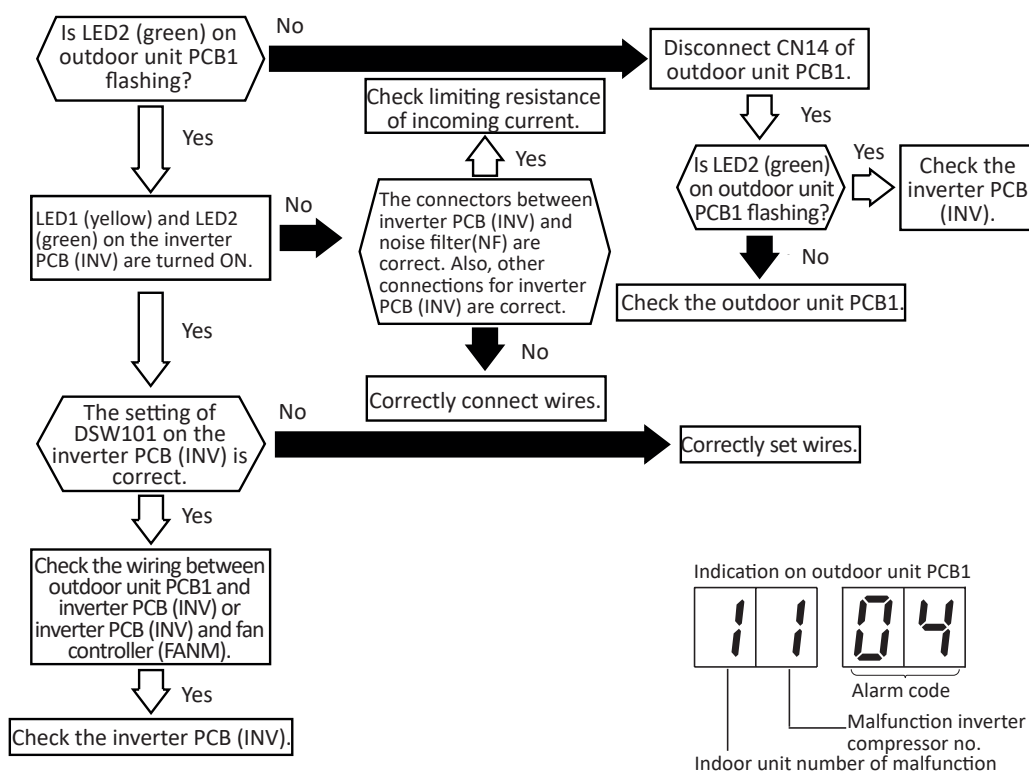 Is LED2 (green) on
outdoor unit PCB1
flashing?
No
Disconnect CN14 of
outdoor unit PCB1.
Yes
Check limiting resistance
of incoming current.
Yes
Yes
Is LED2 (green)
on outdoor unit
PCB1 flashing?
Yes
Check the
inverter PCB
(INV).
No
Check the outdoor unit PCB1.
LED1 (yellow) and LED2
(green) on the inverter
PCB (INV) are turned ON.
No
The connectors between
inverter PCB (INV) and
noise filter(NF) are
correct. Also, other
connections for inverter
PCB (INV) are correct.
No
Correctly connect wires.
Yes
The setting of
DSW101 on the
inverter PCB (INV) is
correct.
No
Correctly set wires.
Yes
Check the wiring between
outdoor unit PCB1 and
inverter PCB (INV) or
inverter PCB (INV) and fan
controller (FANM).
Yes
Check the inverter PCB (INV).
Indication on outdoor unit PCB1
1 1 0 4
Alarm code
Malfunction inverter
compressor no.
Indoor unit number of malfunction